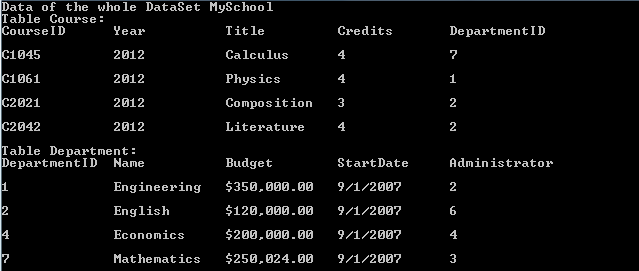 Data of the whole DataSet MySchool
Table Course:
CourseID Year Title Credits DepartmentID
C1045 2012 Calculus 4 7
C1061 2012 Physics 4 1
C2021 2012 Composition 3 2
C2042 2012 Literature 4 2
Table Department:
DepartmentID Name Budget StartDate Administrator
1 Engineering $350,000.00 9/1/2007 2
2 English $120,000.00 9/1/2007 6
4 Economics $200,000.00 9/1/2007 4
7 Mathematics $250,024.00 9/1/2007 3